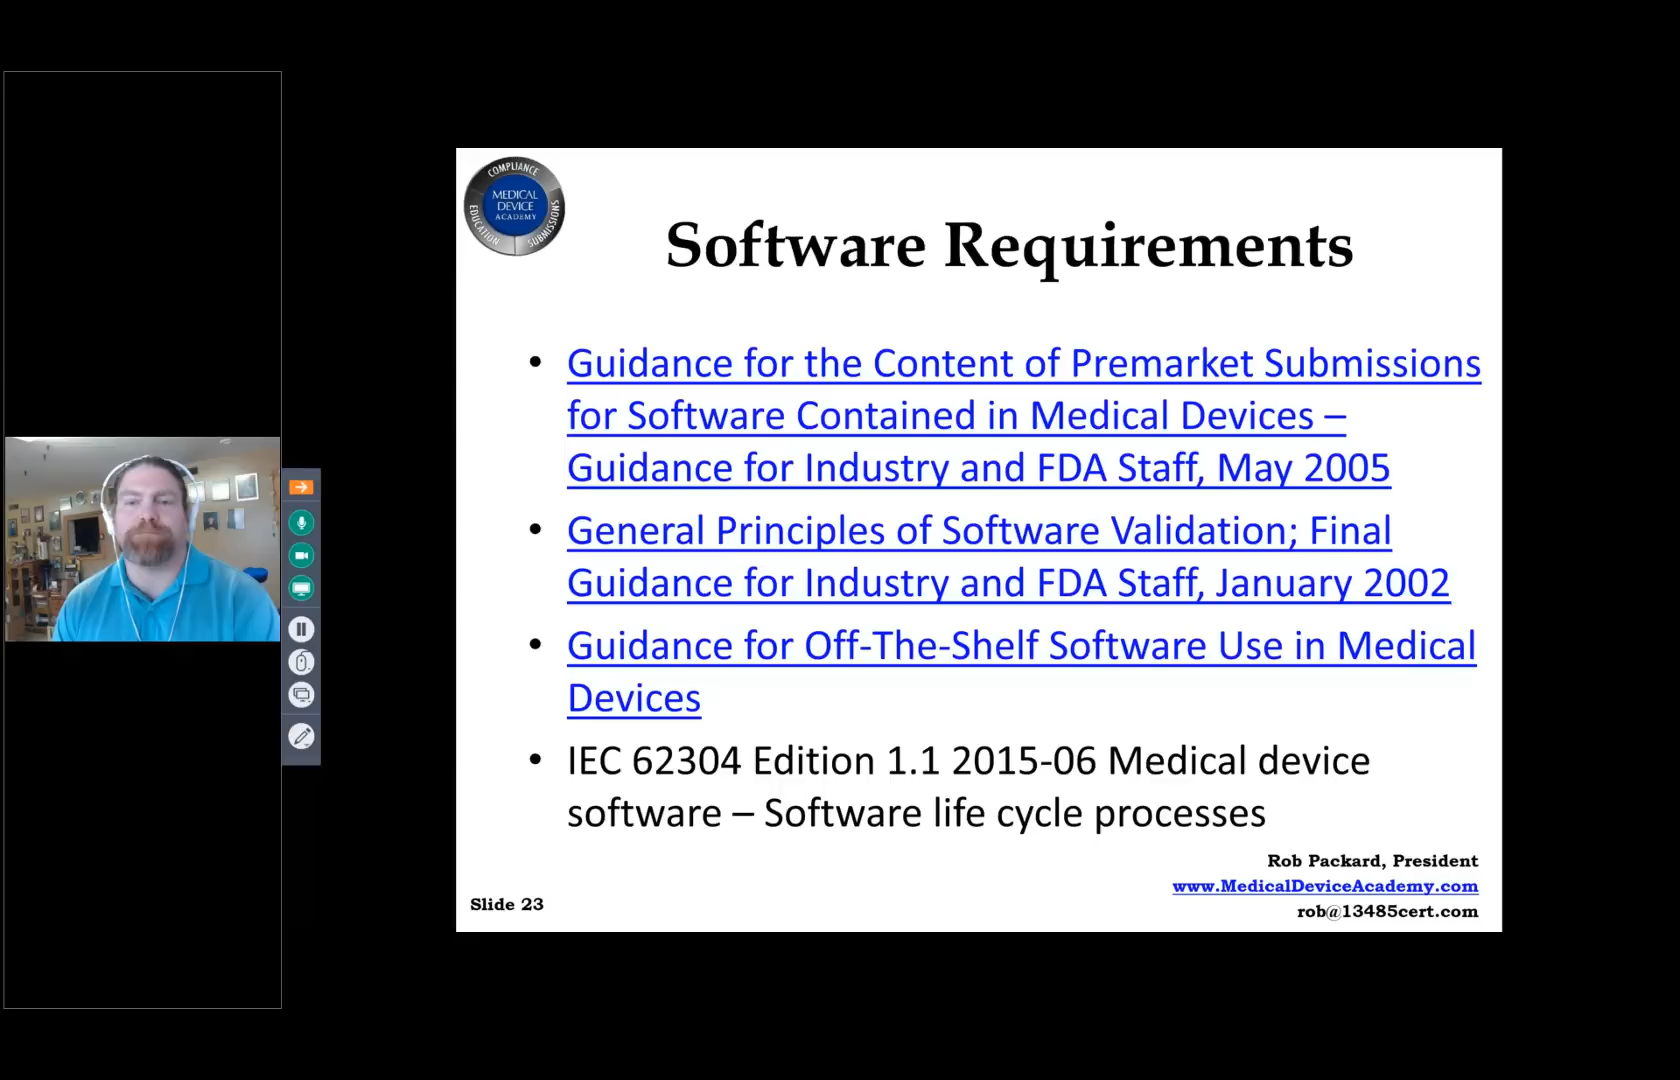 COMPLIANCE
MEDICAL
DEVICE
ACADEMY
EDUCATION
SUBMISSIONS
Software Requirements
• Guidance for the Content of Premarket Submissions
for Software Contained in Medical Devices –
Guidance for Industry and FDA Staff, May 2005
• General Principles of Software Validation; Final
Guidance for Industry and FDA Staff, January 2002
• Guidance for Off-The-Shelf Software Use in Medical
Devices
• IEC 62304 Edition 1.1 2015-06 Medical device
software – Software life cycle processes
Rob Packard, President
www.MedicalDeviceAcademy.com
rob@13485cert.com
Slide 23